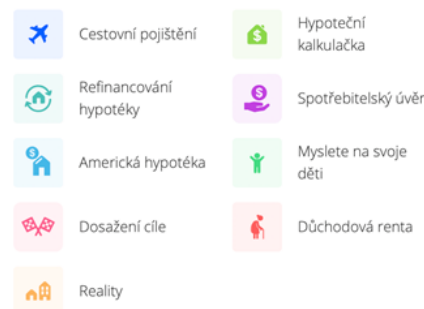 Cestovní pojištění
Hypoteční
kalkulačka
Refinancování
hypotéky
Spotřebitelský úvěr
Americká hypotéka
Myslete na svoje
děti
Dosažení cíle
Důchodová renta
Reality